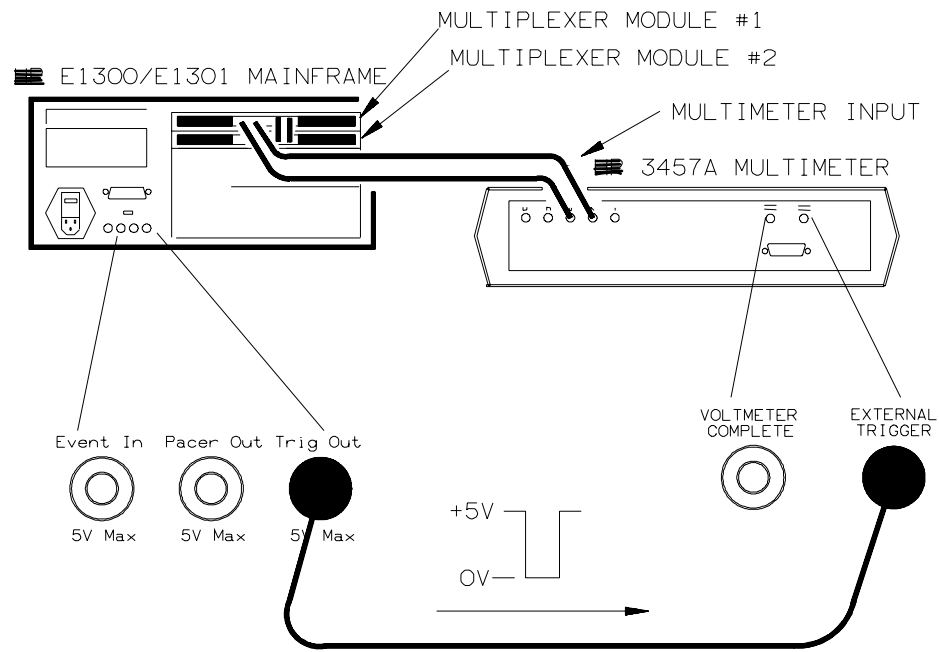 MULTIPLEXER MODULE #1
MULTIPLEXER MODULE #2
E1300/E1301 MAINFRAME
MULTIMETER INPUT
3457A MULTIMETER
VOLTMETER
COMPLETE
EXTERNAL
TRIGGER
Event In
Pacer Out
Trig Out
5V Max
5V Max
5V Max
+5V
0V